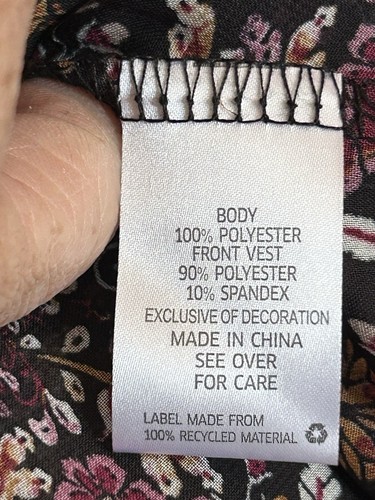 BODY
100% POLYESTER
FRONT VEST
90% POLYESTER
10% SPANDEX
EXCLUSIVE OF DECORATION
MADE IN CHINA
SEE OVER
FOR CARE
LABEL MADE FROM
100% RECYCLED MATERIAL